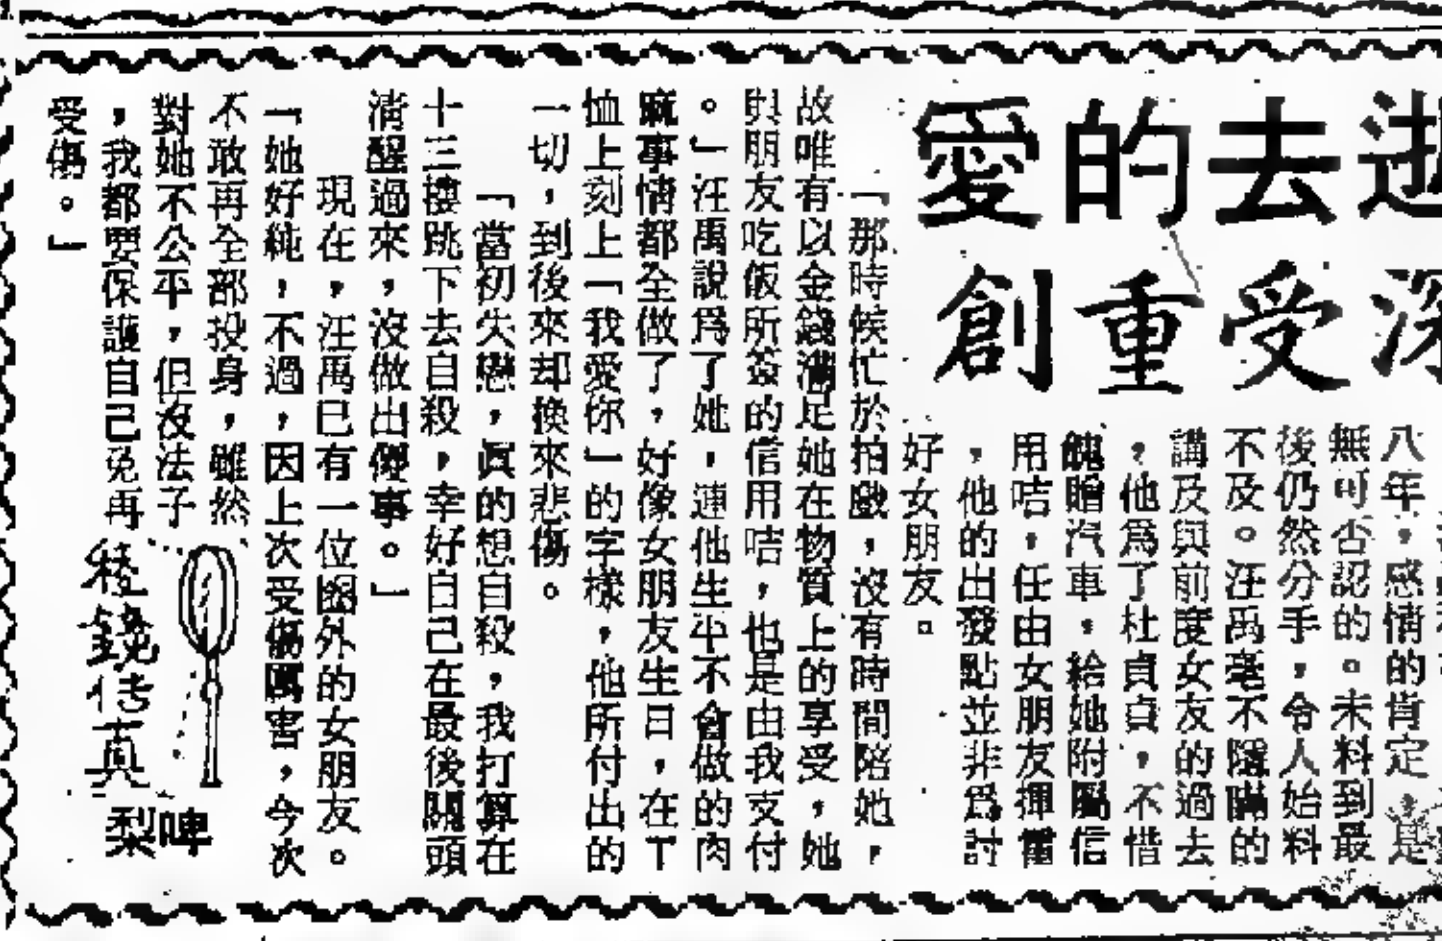 逝去的愛
深受重創
八年，感情的肯定，是
無可否認的。未料到最
後仍然分手，令人始料
不及。汪禹毫不隱瞞的
講及與前度女友的過去
，他爲了杜貞貞，不惜
餽贈汽車，給她附屬信
用咭，任由女朋友揮霍
，他的出發點並非爲討
好女朋友。
「那時候忙於拍戲，沒有時間陪她，
故唯有以金錢滿足她在物質上的享受，她
與朋友吃飯所簽的信用咭，也是由我支付
。」汪禹說爲了她，連他生平不會做的肉
麻事情都全做了，好像女朋友生日，在T
恤上刻上「我愛你」的字樣，他所付出的
一切，到後來却換來悲傷。
「當初失戀，眞的想自殺，我打算在
十三樓跳下去自殺，幸好自己在最後關頭
淸醒過來，沒做出傻事。」
現在，汪禹已有一位圈外的女朋友。
「她好純，不過，因上次受傷厲害，今次
不敢再全部投身，雖然
對她不公平，但沒法子
，我都要保護自己免再
受傷。」
稜鏡傳真
啤梨